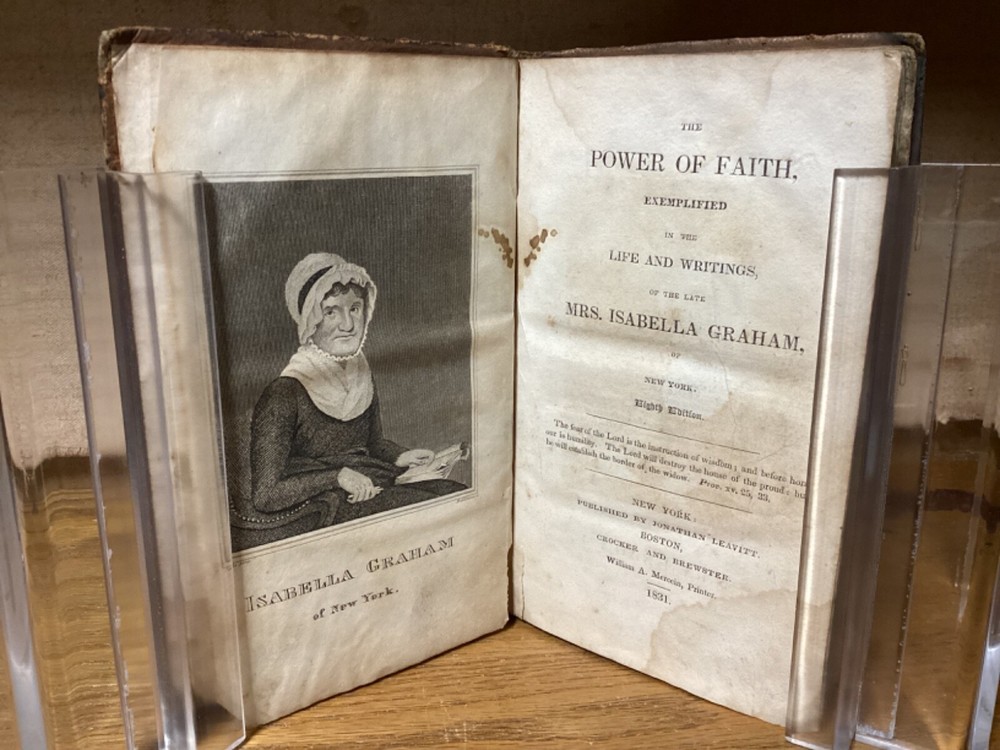 ISABELLA GRAHAM
of New York.
THE
POWER OF FAITH,
EXEMPLIFIED
IN THE
LIFE AND WRITINGS,
OF THE LATE
MRS. ISABELLA GRAHAM,
OF
NEW YORK.
Eighth Edition.
The fear of the Lord is the instruction of wisdom; and before hon
our is humility. The Lord will destroy the house of the proud: bu
he will establish the border of the widow. Prov. xv. 25, 33.
NEW YORK:
PUBLISHED BY JONATHAN LEAVITT.
BOSTON,
CROCKER AND BREWSTER.
William A. Mercein, Printer.
1831.